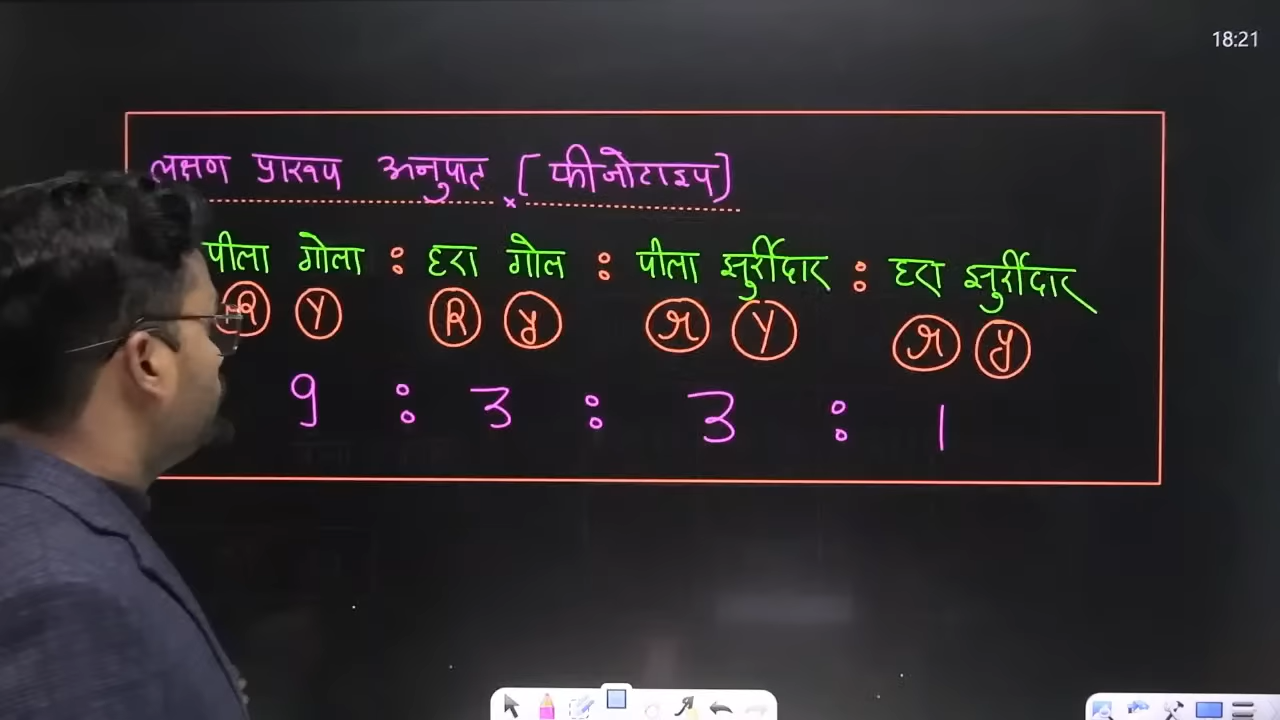 18:21
लक्षण प्रारूप अनुपात [फीनोटाइप]
पीला गोला : हरा गोल : पीला झुर्रीदार : हरा झुर्रीदार
R Y R y r Y r y
9 : 3 : 3 : 1